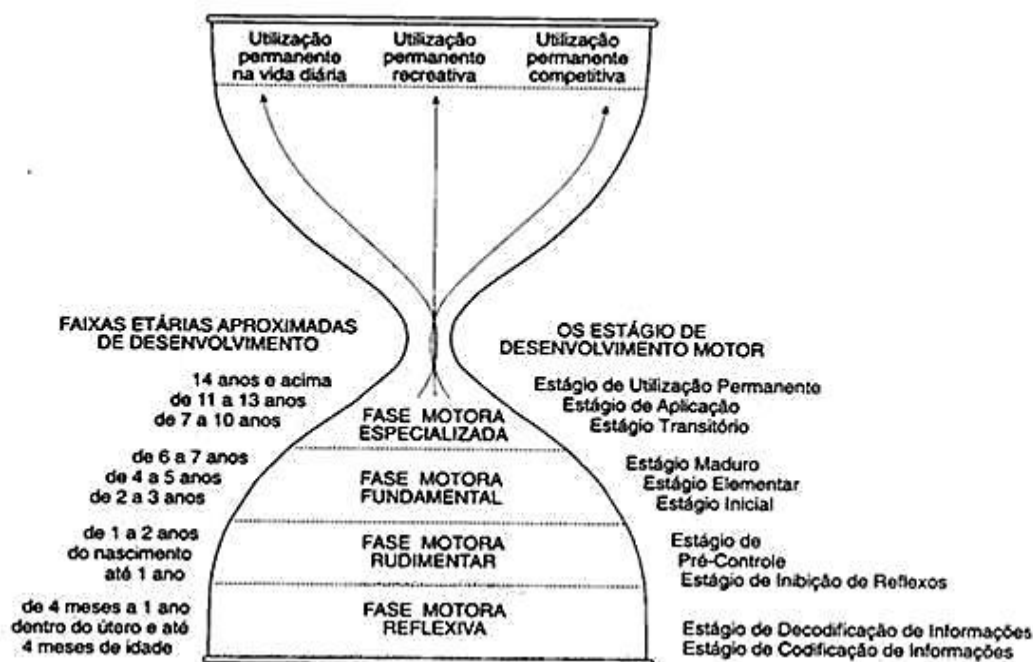 Utilização
permanente
na vida diária
Utilização
permanente
recreativa
Utilização
permanente
competitiva
FAIXAS ETÁRIAS APROXIMADAS
DE DESENVOLVIMENTO
OS ESTÁGIO DE
DESENVOLVIMENTO MOTOR
14 anos e acima
de 11 a 13 anos
de 7 a 10 anos
FASE MOTORA
ESPECIALIZADA
Estágio de Utilização Permanente
Estágio de Aplicação
Estágio Transitório
de 6 a 7 anos
de 4 a 5 anos
de 2 a 3 anos
FASE MOTORA
FUNDAMENTAL
Estágio Maduro
Estágio Elementar
Estágio Inicial
de 1 a 2 anos
do nascimento
até 1 ano
FASE MOTORA
RUDIMENTAR
Estágio de
Pré-Controle
Estágio de Inibição de Reflexos
de 4 meses a 1 ano
dentro do útero e até
4 meses de idade
FASE MOTORA
REFLEXIVA
Estágio de Decodificação de Informações
Estágio de Codificação de Informações